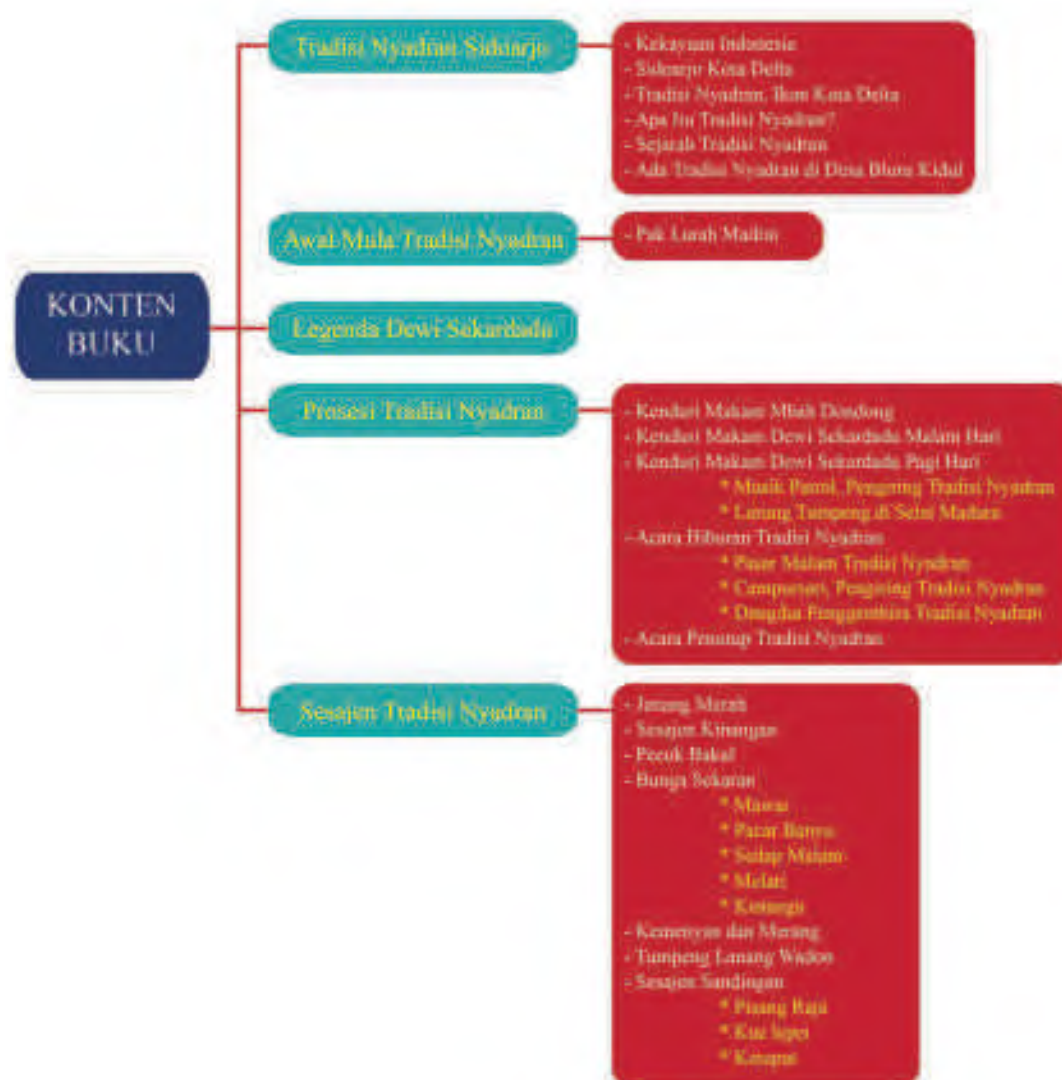 Tradisi Nyadran Sidoarjo
- Kekayaan Indonesia
- Sidoarjo Kota Delta
- Tradisi Nyadran, Ikon Kota Delta
- Apa Itu Tradisi Nyadran?
- Sejarah Tradisi Nyadran
- Ada Tradisi Nyadran di Desa Bluru Kidul
Awal Mula Tradisi Nyadran
- Pak Lurah Madin
KONTEN
BUKU
Legenda Dewi Sekardadu
Prosesi Tradisi Nyadran
- Kenduri Makam Mbah Dondong
- Kenduri Makam Dewi Sekardadu Malam Hari
- Kenduri Makam Dewi Sekardadu Pagi Hari
* Musik Patrol, Pengiring Tradisi Nyadran
* Larung Tumpeng di Selat Madura
- Acara Hiburan Tradisi Nyadran
* Pasar Malam Tradisi Nyadran
* Campursari, Pengiring Tradisi Nyadran
* Dangdut Tradisi Nyadran
- Acara Penutup Tradisi Nyadran
Sesajen Tradisi Nyadran
- Jenang Merah
- Sesajen Kinangan
- Bakal
- Bunga Sekaran
* Mawar
* Pacar Banyu
* Sedap Malam
* Melati
* Kenanga
- Kemenyan dan Merang
- Tumpeng Lanang Wadon
- Sesajen Sandingan
* Pisang Raja
* Kue
* Ketupat